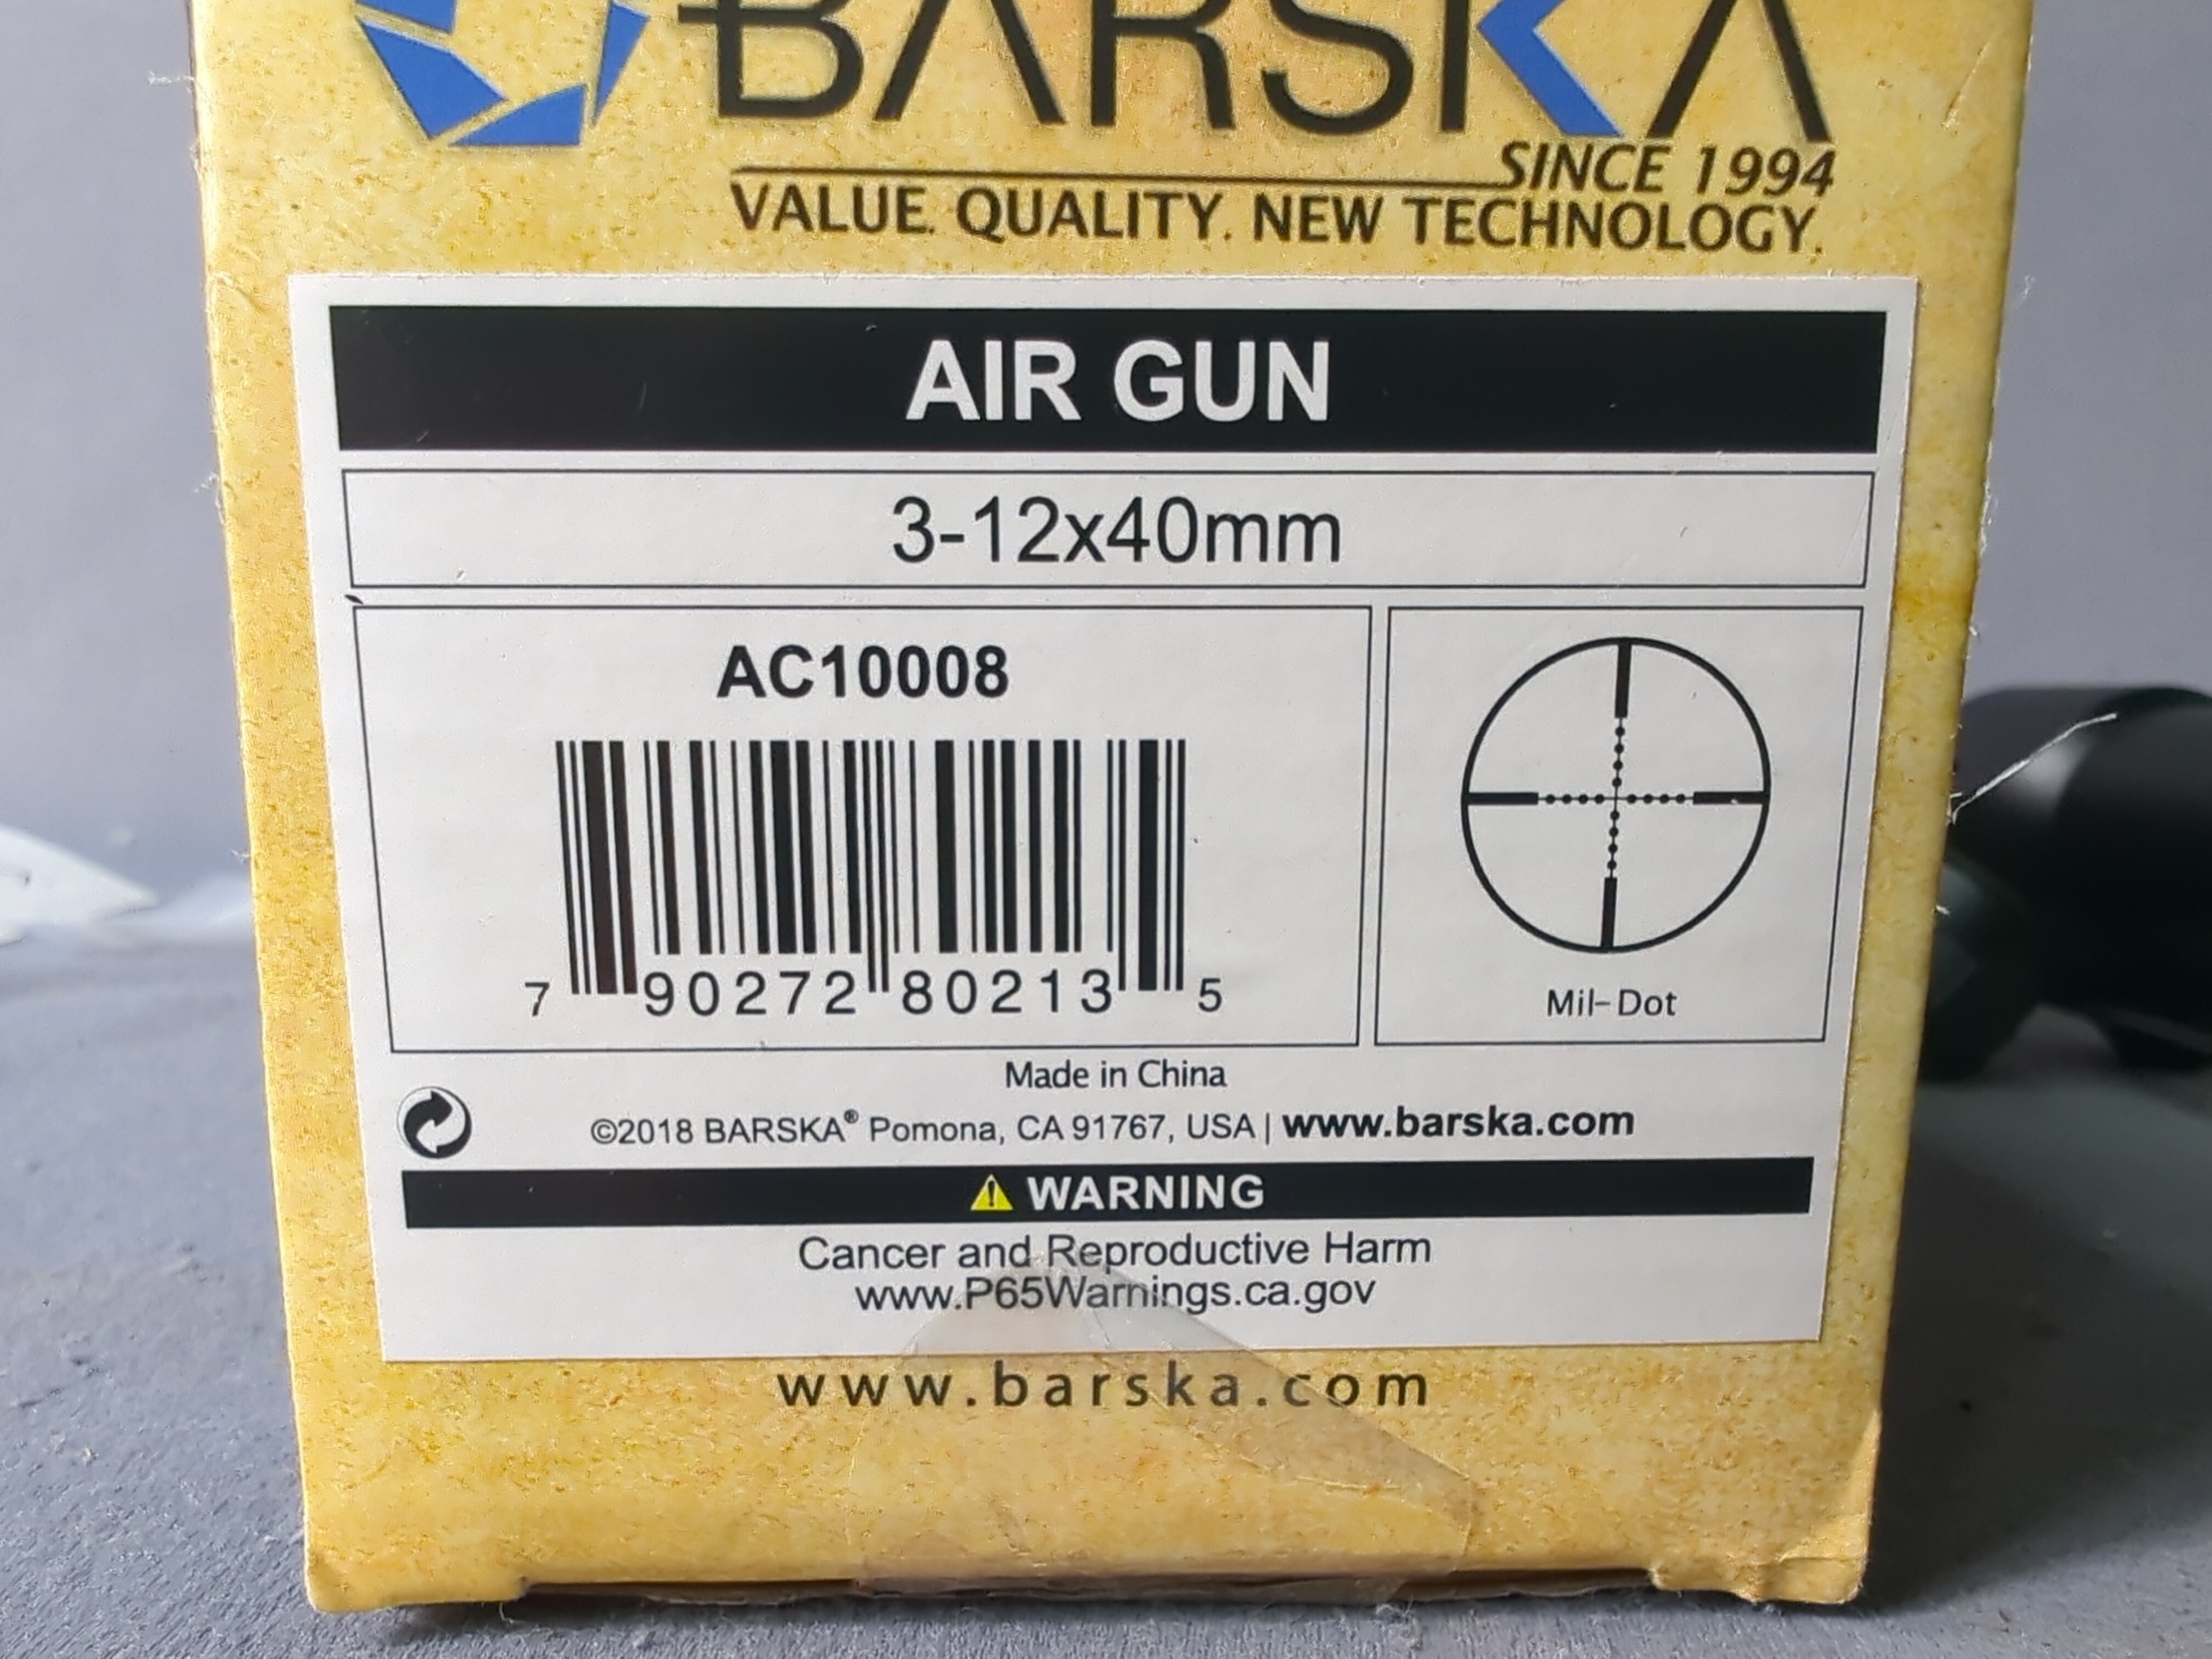 BARSKA
SINCE 1994
VALUE. QUALITY. NEW TECHNOLOGY.
AIR GUN
3-12x40mm
AC10008
7 90272 80213 5
Mil-Dot
Made in China
©2018 BARSKA® Pomona, CA 91767, USA | www.barska.com
WARNING
Cancer and Reproductive Harm
www.P65Warnings.ca.gov
www.barska.com